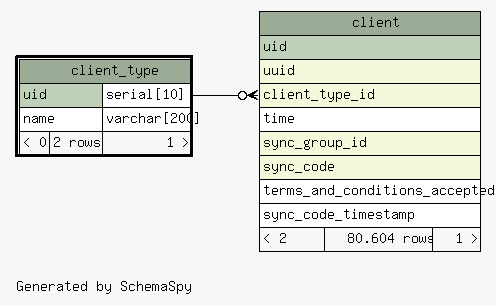 client_type
uid serial[10]
name varchar[200]
< 0 2 rows 1 >
client
uid
uuid
client_type_id
time
sync_group_id
sync_code
terms_and_conditions_accepted
sync_code_timestamp
< 2 80.604 rows 1 >
Generated by SchemaSpy